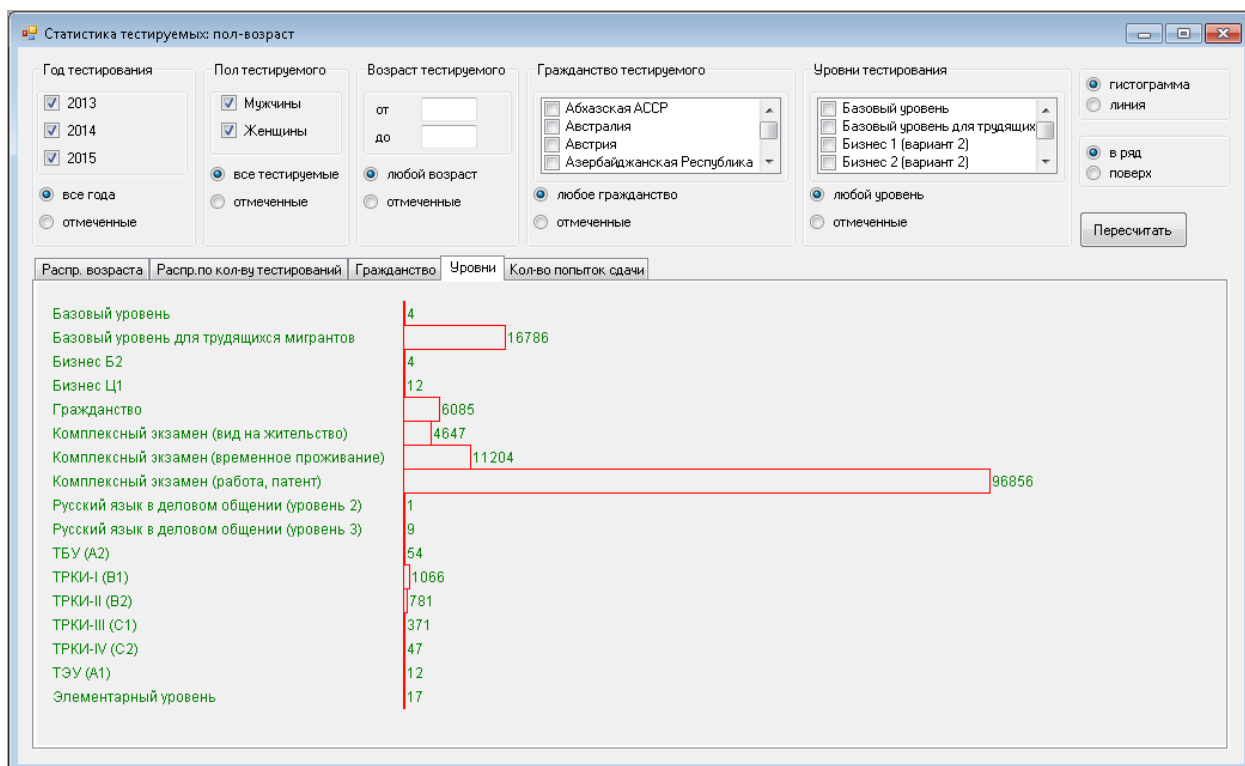 Статистика тестируемых: пол-возраст
Год тестирования
2013
2014
2015
все года
отмеченные
Пол тестируемого
Мужчины
Женщины
все тестируемые
отмеченные
Возраст тестируемого
от
до
любой возраст
отмеченные
Гражданство тестируемого
Абхазская АССР
Австралия
Австрия
Азербайджанская Республика
любое гражданство
отмеченные
Уровни тестирования
Базовый уровень
Базовый уровень для трудящих
Бизнес 1 (вариант 2)
Бизнес 2 (вариант 2)
любой уровень
отмеченные
гистограмма
линия
в ряд
поверх
Пересчитать
Распр. возраста Распр.по кол-ву тестирований Гражданство Уровни Кол-во попыток сдачи
Базовый уровень 4
Базовый уровень для трудящихся мигрантов 16786
Бизнес Б2 4
Бизнес Ц1 12
Гражданство 6085
Комплексный экзамен (вид на жительство) 4647
Комплексный экзамен (временное проживание) 11204
Комплексный экзамен (работа, патент) 96856
Русский язык в деловом общении (уровень 2) 1
Русский язык в деловом общении (уровень 3) 9
ТБУ (A2) 54
ТРКИ-I (B1) 1066
ТРКИ-II (B2) 781
ТРКИ-III (C1) 371
ТРКИ-IV (C2) 47
ТЭУ (A1) 12
Элементарный уровень 17